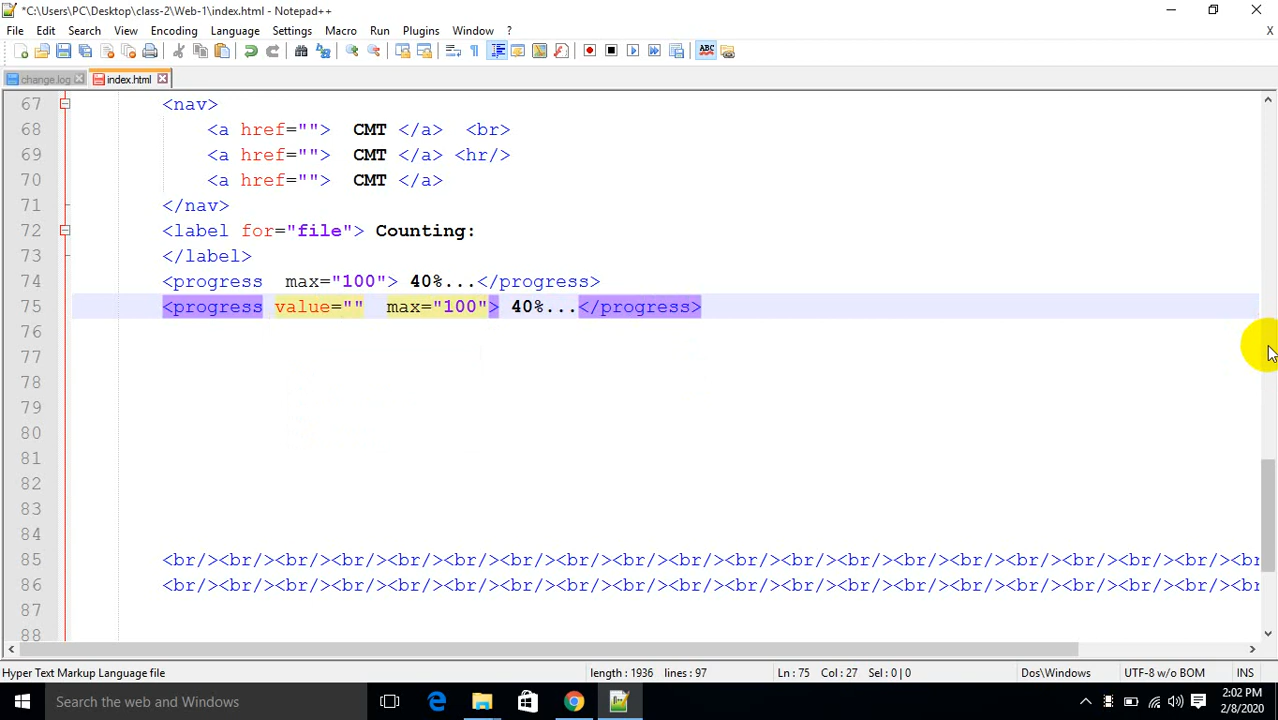 *C:\Users\PC\Desktop\class-2\Web-1\index.html - Notepad++
File Edit Search View Encoding Language Settings Macro Run Plugins Window ? X
ABC
change.log index.html
67 <nav>
68 <a href=""> CMT </a> <br>
69 <a href=""> CMT </a> <hr/>
70 <a href=""> CMT </a>
71 </nav>
72 <label for="file"> Counting:
73 </label>
74 <progress max="100"> 40%...</progress>
75 <progress value="" max="100"> 40%...</progress>
76
77
78
79
80
81
82
83
84
85 <br/><br/><br/><br/><br/><br/><br/><br/><br/><br/><br/><br/><br/><br/><br/><br/><br/><br/><br/><br
86 <br/><br/><br/><br/><br/><br/><br/><br/><br/><br/><br/><br/><br/><br/><br/><br/><br/><br/><br/><br
87
88
Hyper Text Markup Language file length : 1936 lines : 97 Ln : 75 Col : 27 Sel : 0 | 0 Dos\Windows UTF-8 w/o BOM INS
Search the web and Windows
2:02 PM
2/8/2020